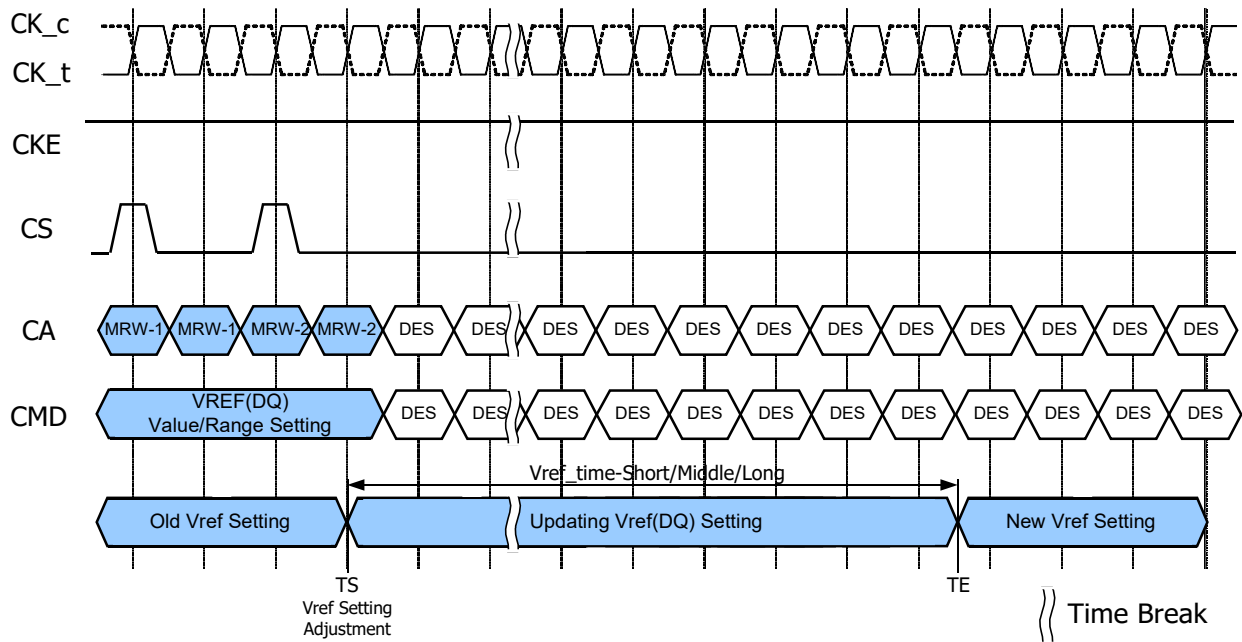 CK_c
CK_t
CKE
CS
CA MRW-1 MRW-1 MRW-2 MRW-2 DES DES DES DES DES DES DES DES DES DES DES DES
CMD VREF(DQ) Value/Range Setting DES DES DES DES DES DES DES DES DES DES DES DES
Vref_time-Short/Middle/Long
Old Vref Setting Updating Vref(DQ) Setting New Vref Setting
TS TE
Vref Setting
Adjustment
Time Break